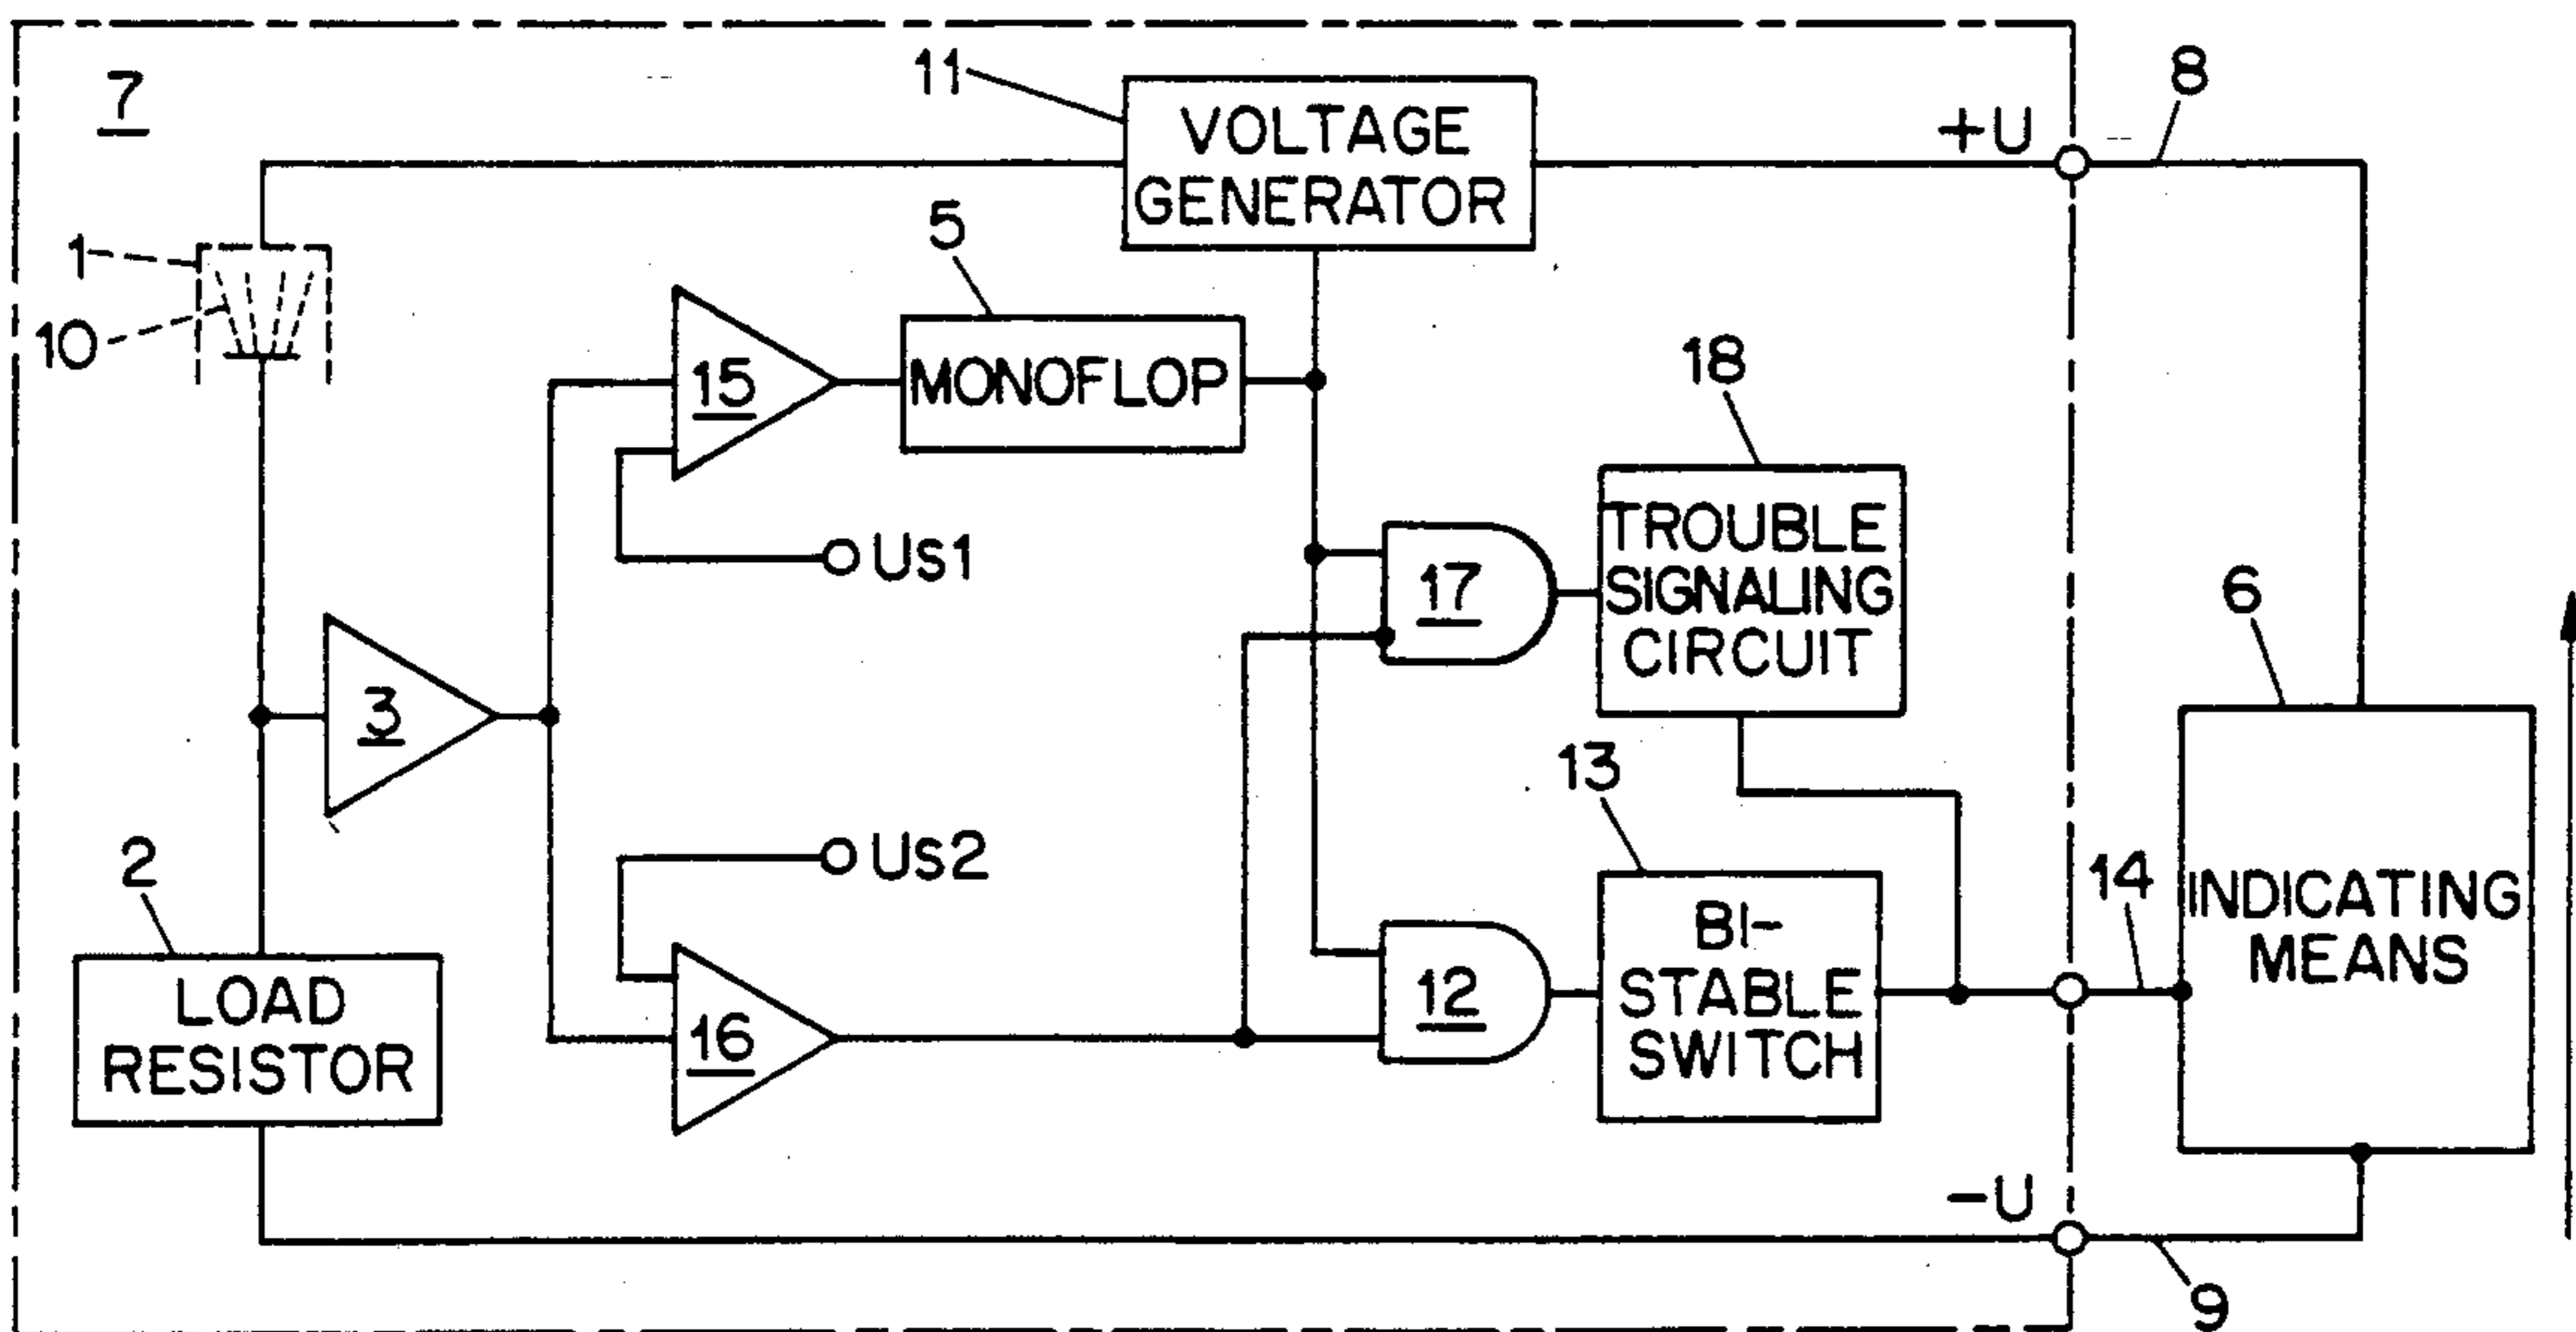 7
11
VOLTAGE
GENERATOR
+U
8
1
10
5
15
MONOFLOP
Us1
18
TROUBLE
SIGNALING
CIRCUIT
17
3
6
INDICATING
MEANS
13
BI-
STABLE
SWITCH
12
14
2
LOAD
RESISTOR
Us2
16
-U
9